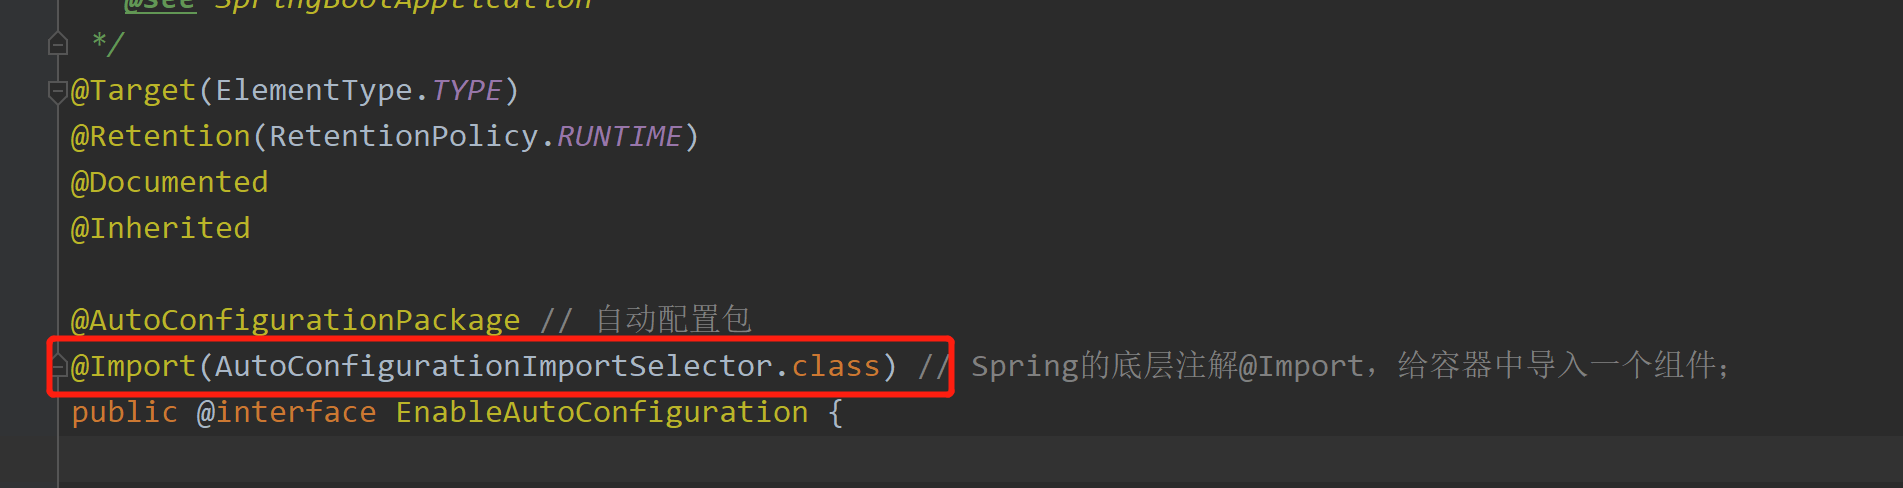 @see SpringBootApplication
*/
@Target(ElementType.TYPE)
@Retention(RetentionPolicy.RUNTIME)
@Documented
@Inherited
@AutoConfigurationPackage // 自动配置包
@Import(AutoConfigurationImportSelector.class) // Spring的底层注解@Import，给容器中导入一个组件；
public @interface EnableAutoConfiguration {